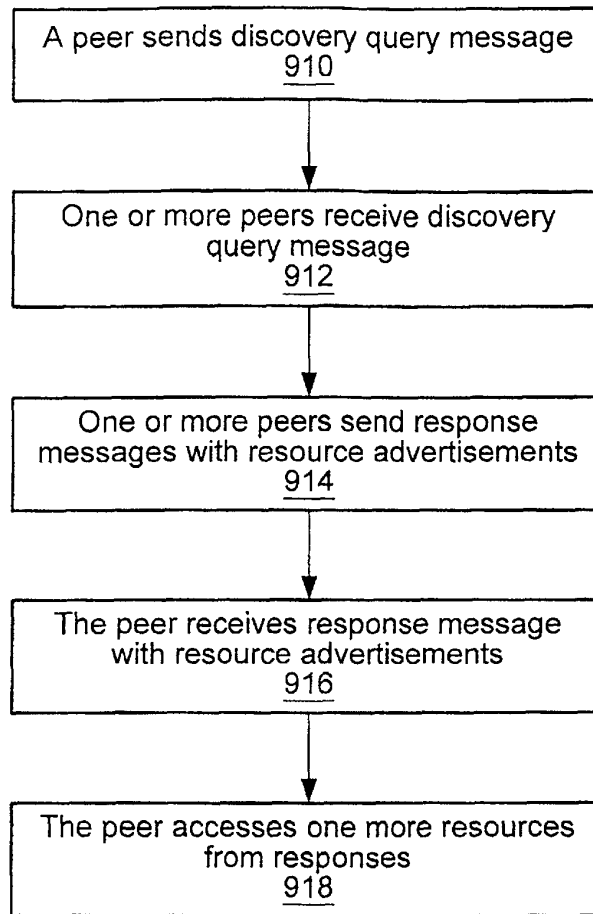 A peer sends discovery query message
910
One or more peers receive discovery
query message
912
One or more peers send response
messages with resource advertisements
914
The peer receives response message
with resource advertisements
916
The peer accesses one more resources
from responses
918